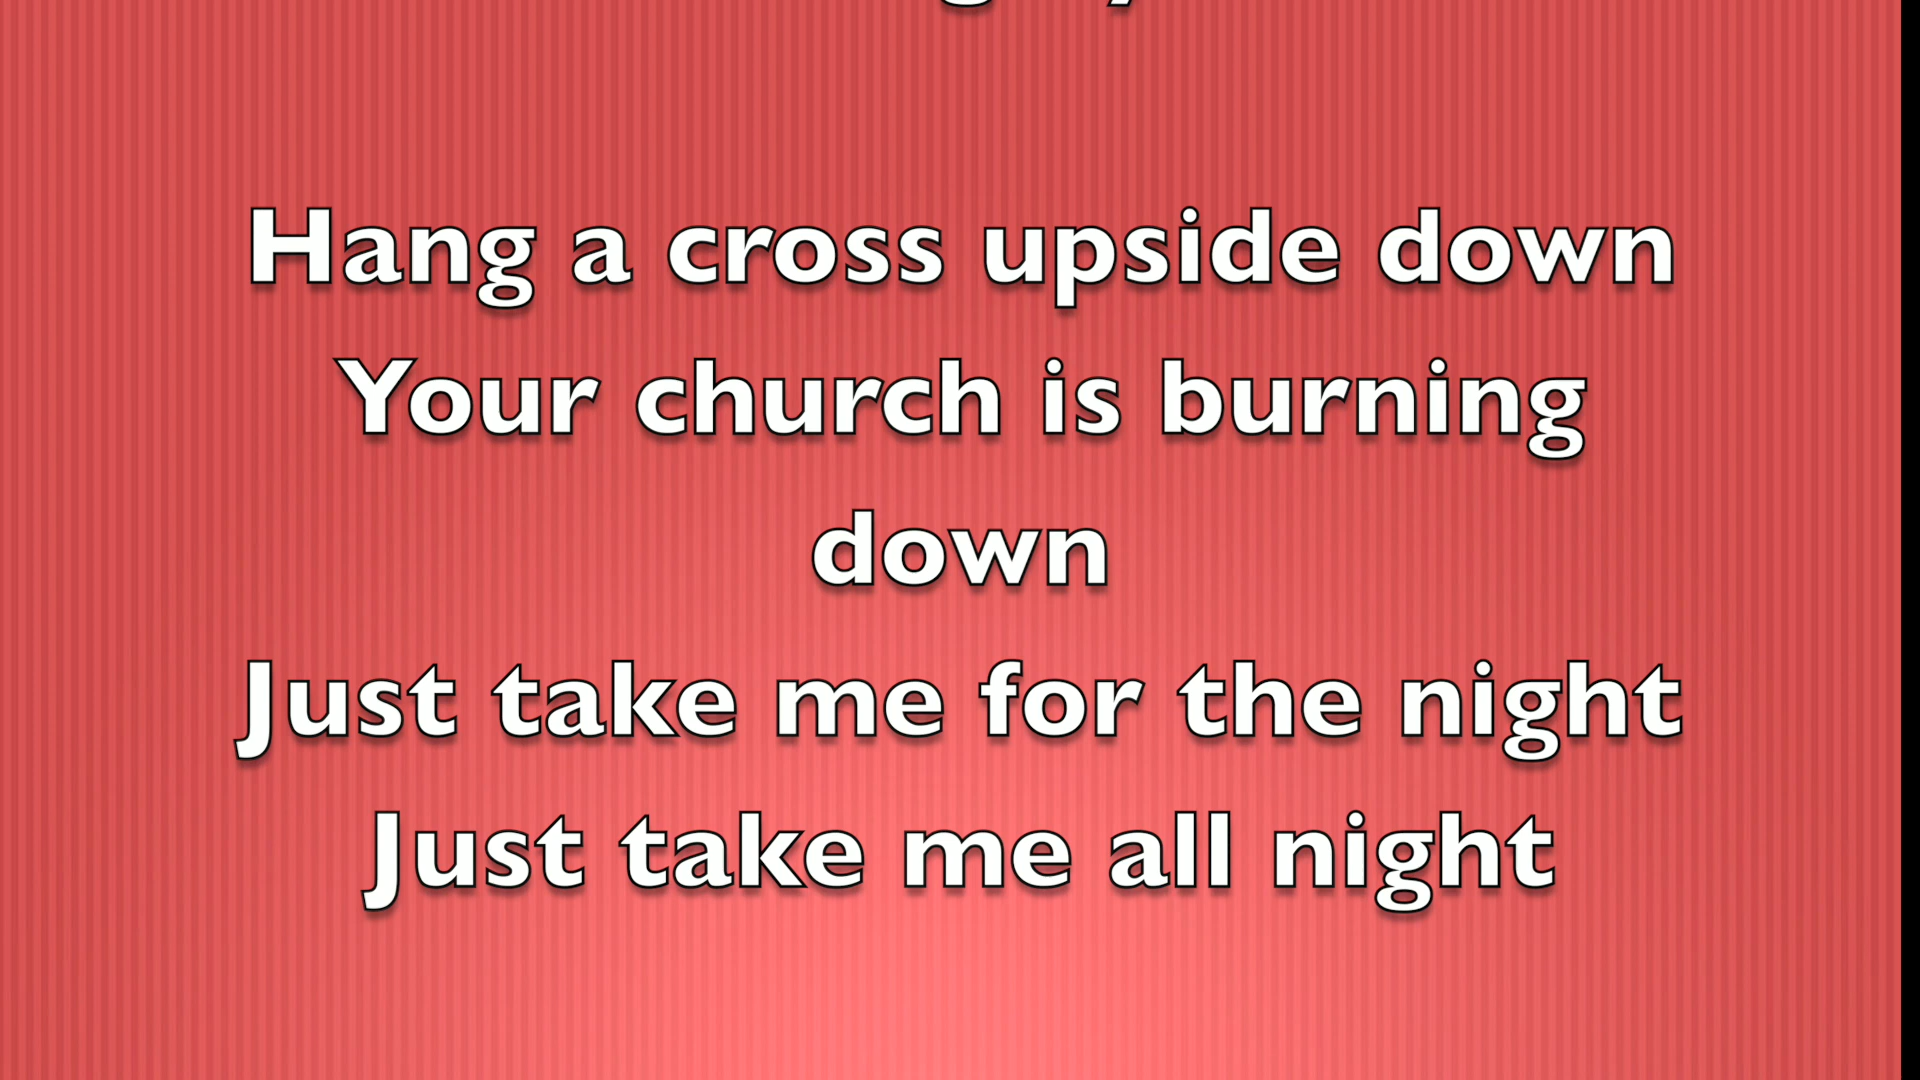 Hang a cross upside down
Your church is burning
down
Just take me for the night
Just take me all night